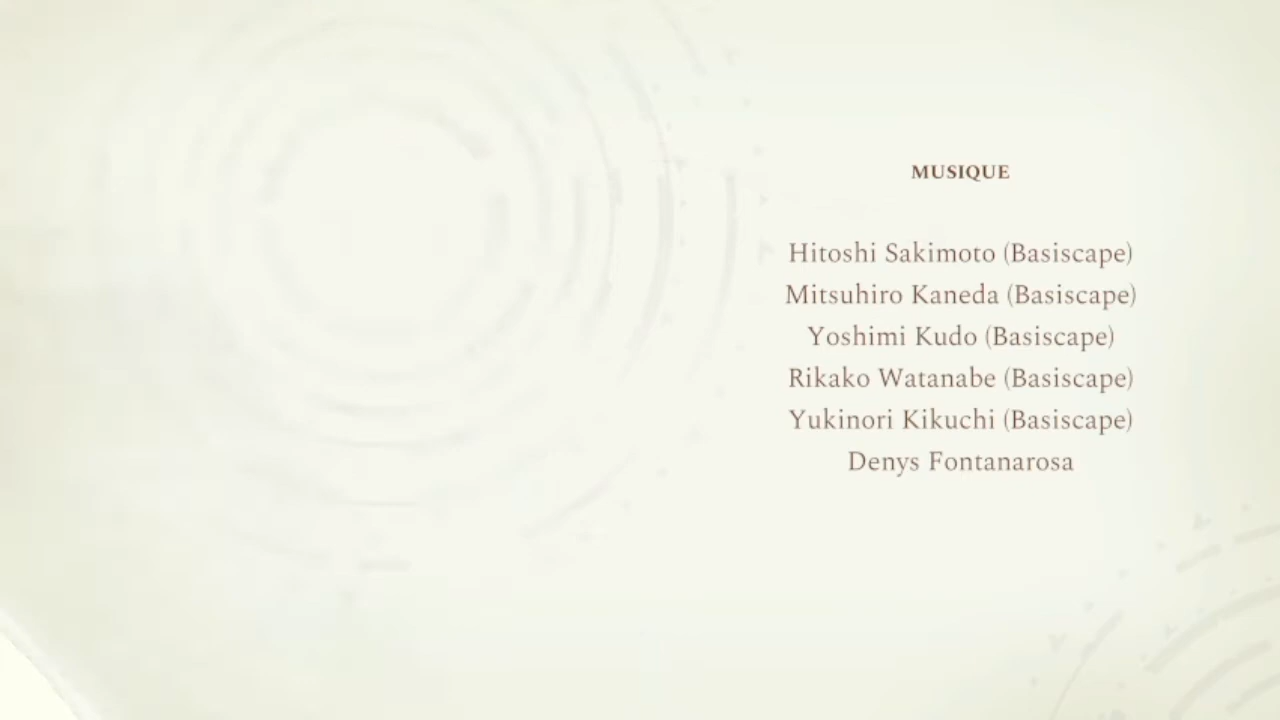 MUSIQUE
Hitoshi Sakimoto (Basiscape)
Mitsuhiro Kaneda (Basiscape)
Yoshimi Kudo (Basiscape)
Rikako Watanabe (Basiscape)
Yukinori Kikuchi (Basiscape)
Denys Fontanarosa